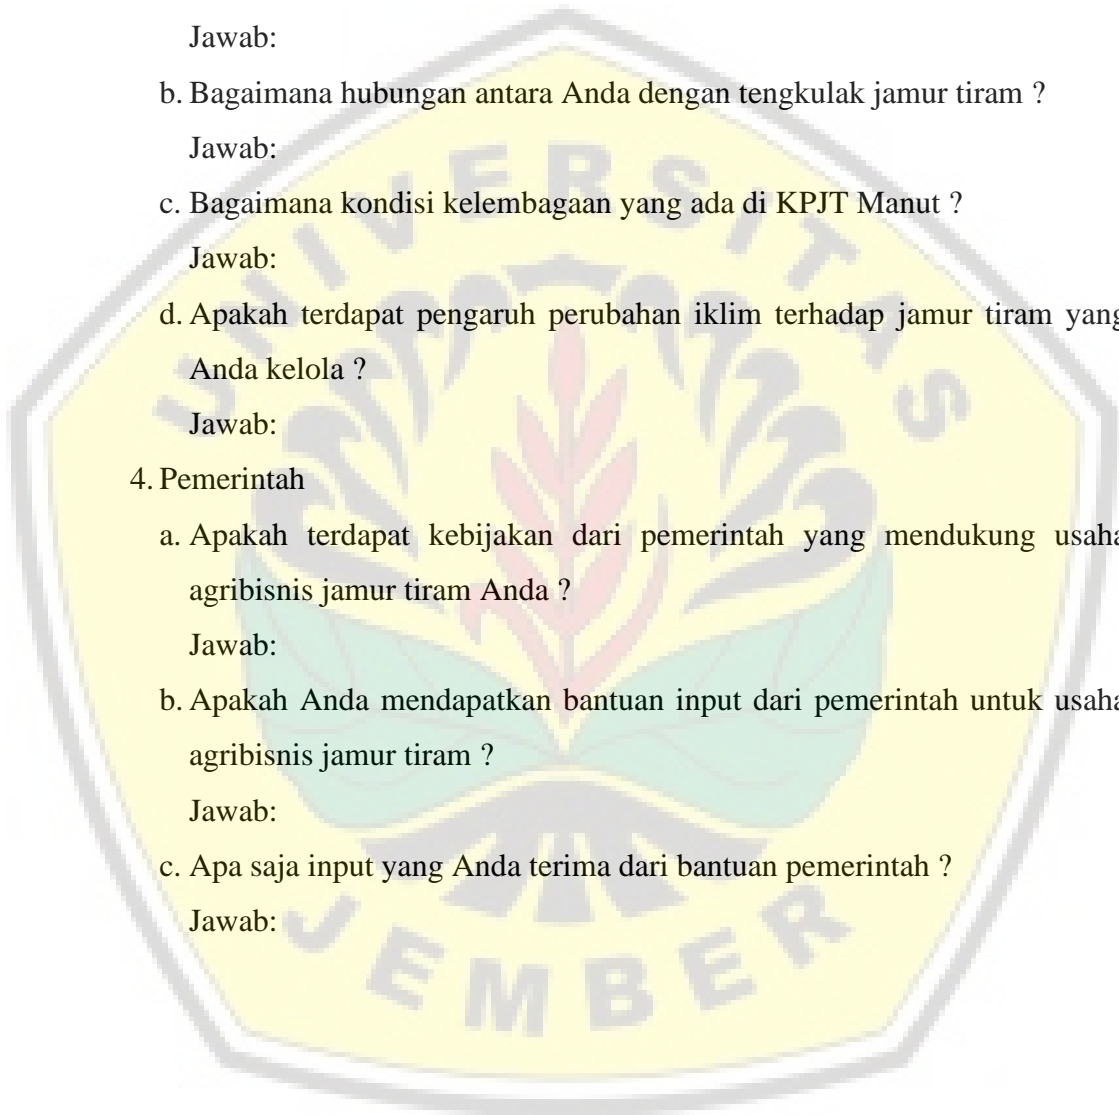 Jawab:
b. Bagaimana hubungan antara Anda dengan tengkulak jamur tiram ?
Jawab:
c. Bagaimana kondisi kelembagaan yang ada di KPJT Manut ?
Jawab:
d. Apakah terdapat pengaruh perubahan iklim terhadap jamur tiram yang
Anda kelola ?
Jawab:
4. Pemerintah
a. Apakah terdapat kebijakan dari pemerintah yang mendukung usaha
agribisnis jamur tiram Anda ?
Jawab:
b. Apakah Anda mendapatkan bantuan input dari pemerintah untuk usaha
agribisnis jamur tiram ?
Jawab:
c. Apa saja input yang Anda terima dari bantuan pemerintah ?
Jawab:
UNIVERSITAS
JEMBER